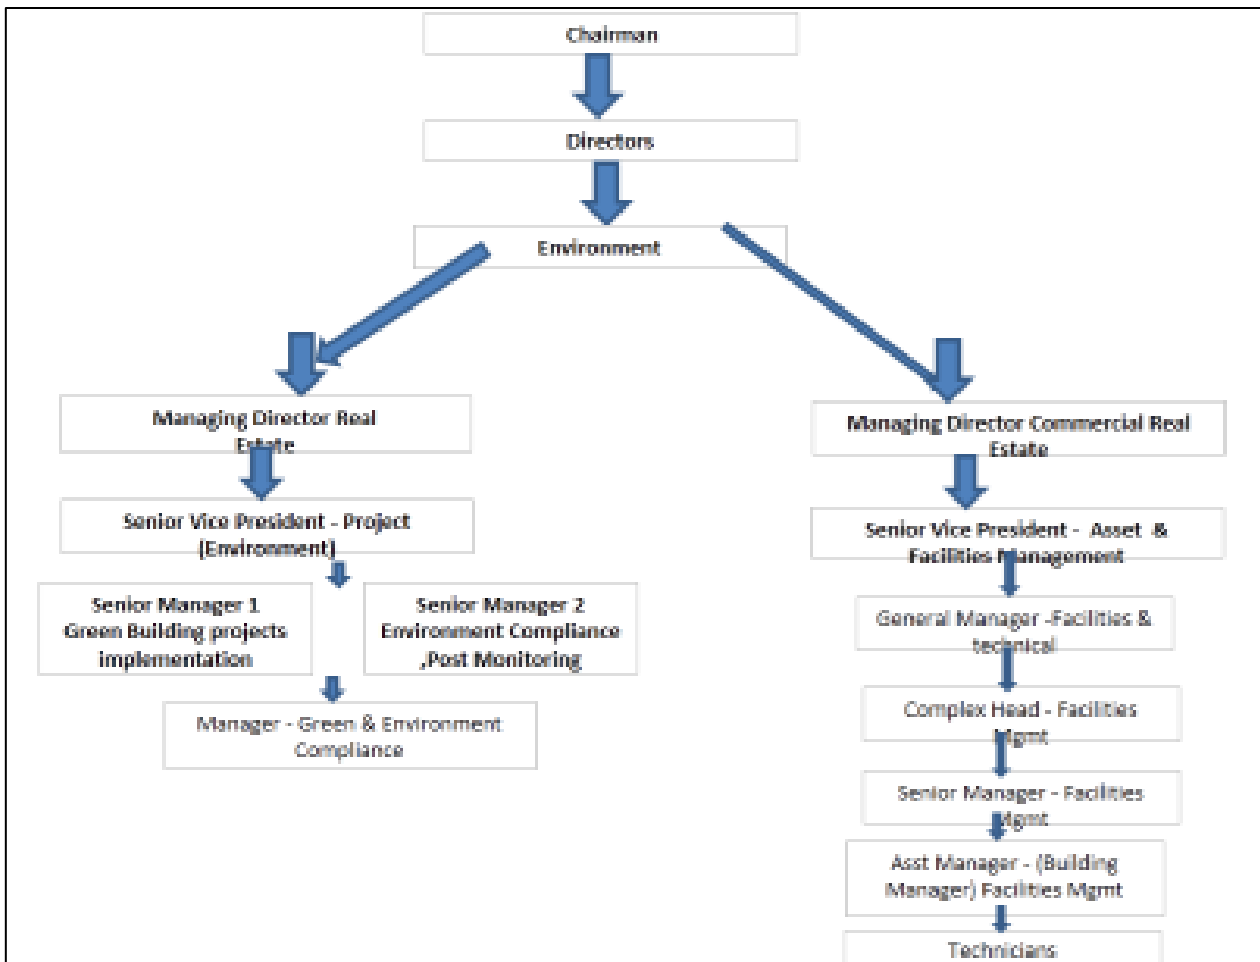 Chairman
Directors
Environment
Managing Director Real
Estate
Managing Director Commercial Real
Estate
Senior Vice President - Project
(Environment)
Senior Vice President - Asset &
Facilities Management
Senior Manager 1
Green Building projects
implementation
Senior Manager 2
Environment Compliance
,Post Monitoring
General Manager -Facilities &
technical
Manager - Green & Environment
Compliance
Complex Head - Facilities
Mgmt
Senior Manager - Facilities
Mgmt
Asst Manager - (Building
Manager) Facilities Mgmt
Technicians